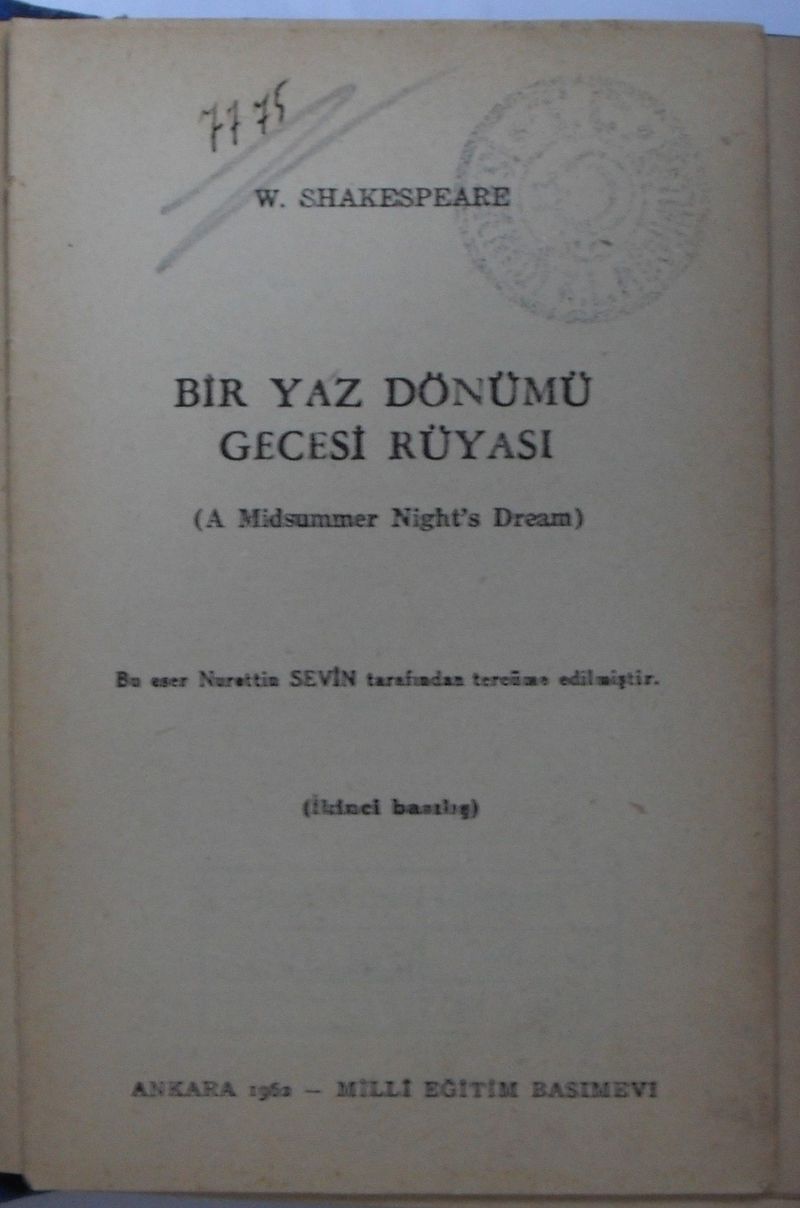 7775
W. SHAKESPEARE
BİR YAZ DÖNÜMÜ
GECESİ RÜYASI
(A Midsummer Night's Dream)
Bu eser Nurettin SEVİN tarafından tercüme edilmiştir.
(İkinci basılış)
ANKARA 1962 — MİLLÎ EĞİTİM BASIMEVI